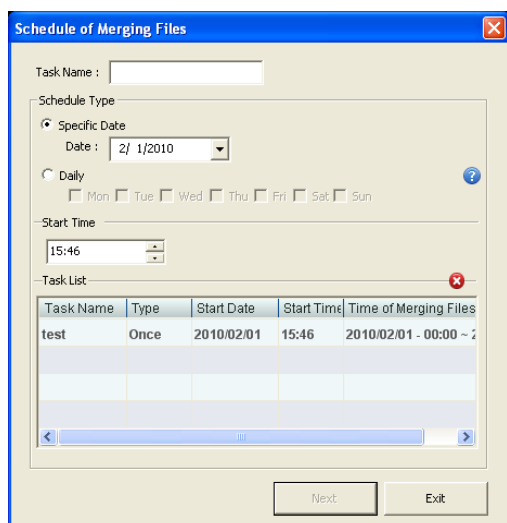 Schedule of Merging Files
Task Name :
Schedule Type
Specific Date
Date : 2/ 1/2010
Daily
Mon Tue Wed Thu Fri Sat Sun
Start Time
15:46
Task List
Task Name Type Start Date Start Time Time of Merging Files
test Once 2010/02/01 15:46 2010/02/01 - 00:00 ~
Next Exit